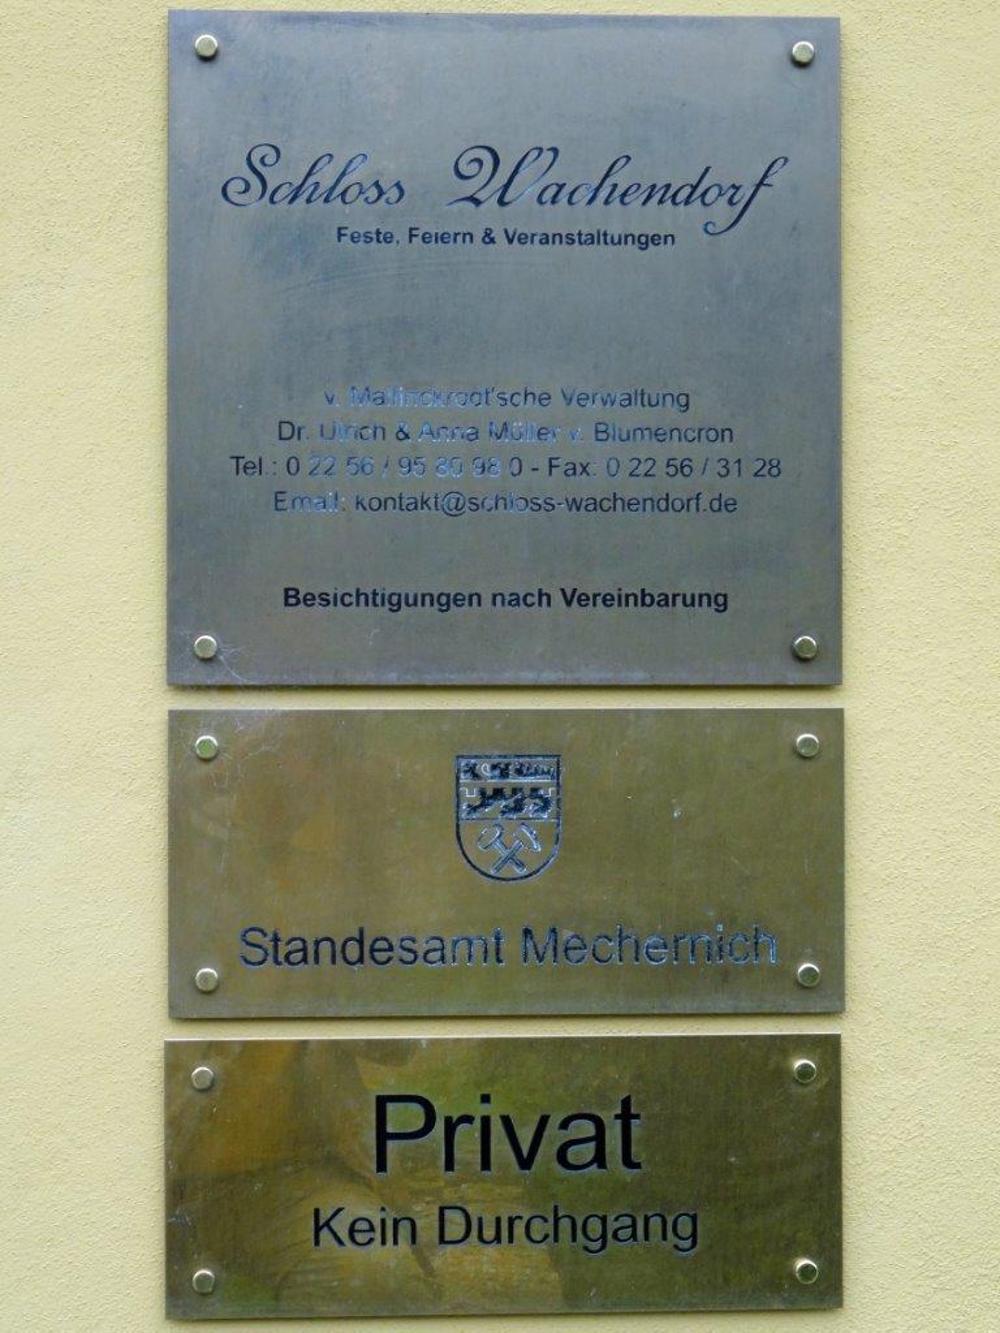 Schloss Wachendorf
Feste, Feiern & Veranstaltungen
v. Mallinckrodt'sche Verwaltung
Dr. Ulrich & Anna Müller v. Blumencron
Tel.: 0 22 56 / 95 80 98 0 - Fax: 0 22 56 / 31 28
Email: kontakt@schloss-wachendorf.de
Besichtigungen nach Vereinbarung
Standesamt Mechernich
Privat
Kein Durchgang